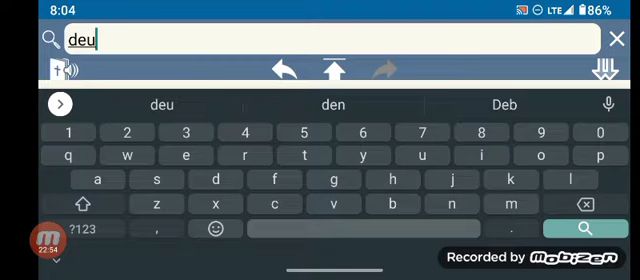 8:04 LTE 86%
deu
deu den Deb
1 2 3 4 5 6 7 8 9 0
q w e r t y u i o p
a s d f g h j k l
z x c v b n m
?123 , .
22:54
Recorded by mobizen